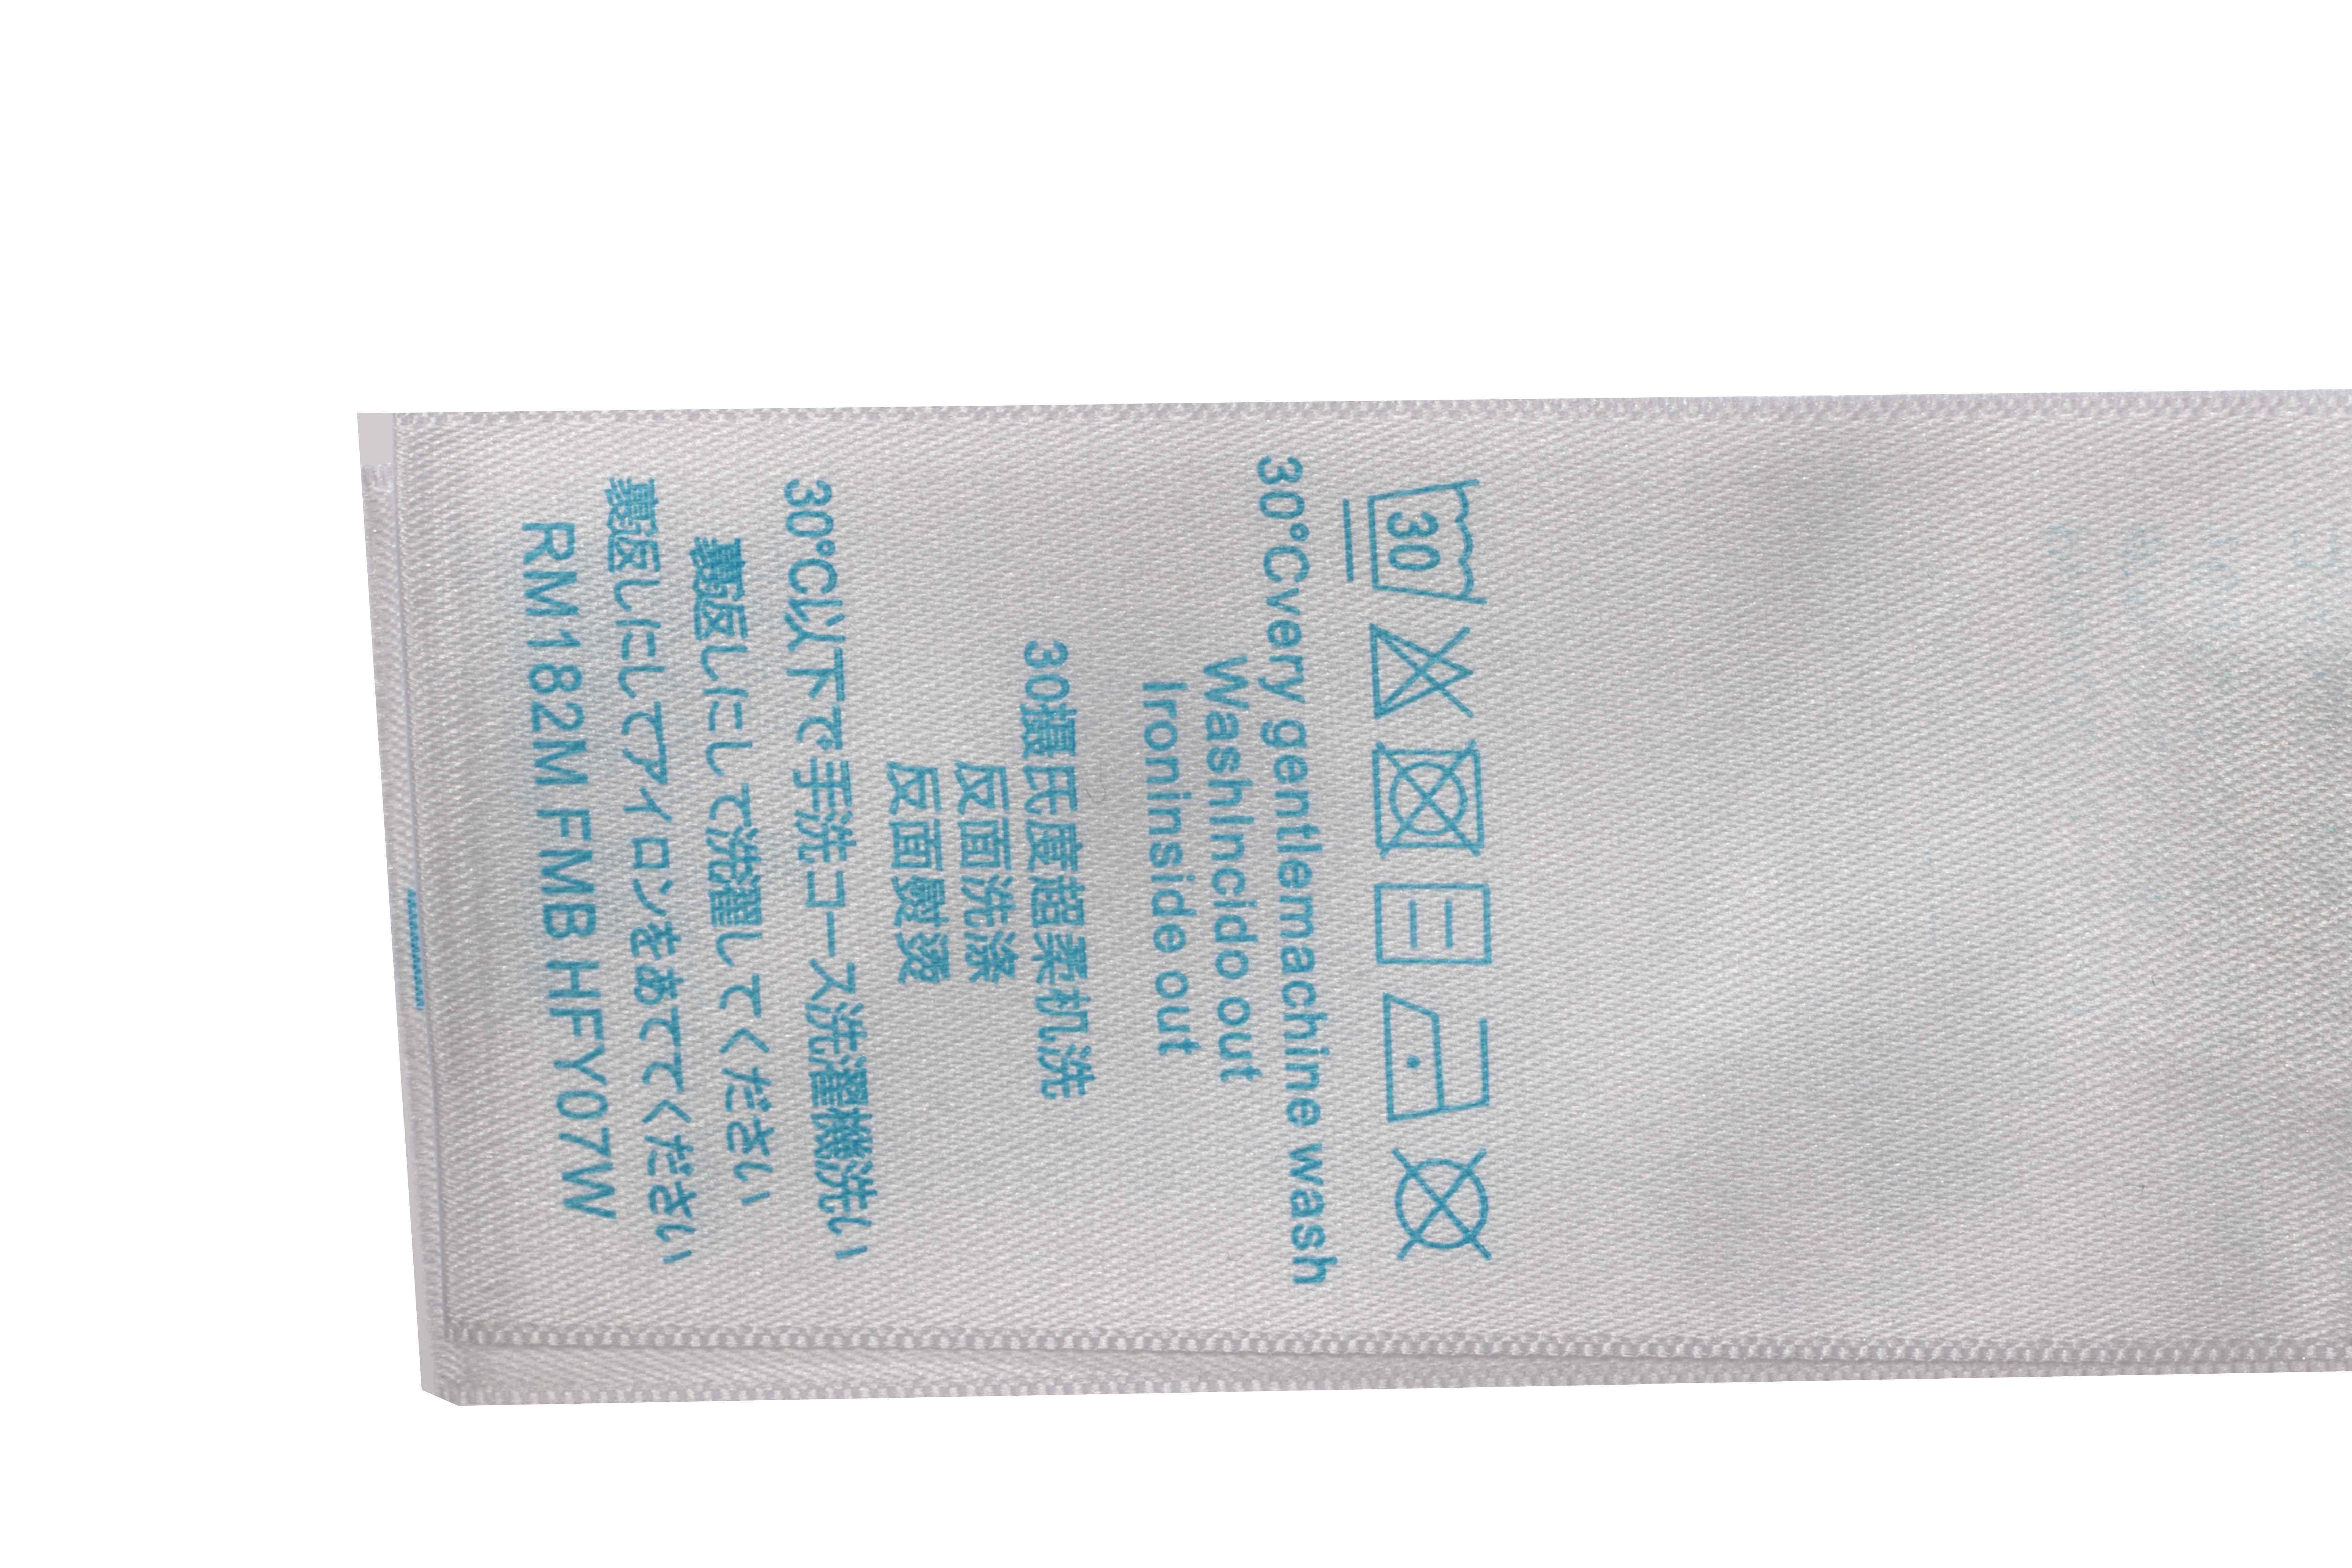 30
30°Cvery gentlemachine wash
WashIncido out
Ironinside out
30攝氏度超柔机洗
反面洗涤
反面熨烫
30°C以下で手洗コース洗濯機洗い
裏返しにして洗濯してください
裏返しにしてアイロンをあててください
RM182M FMB HFY07W